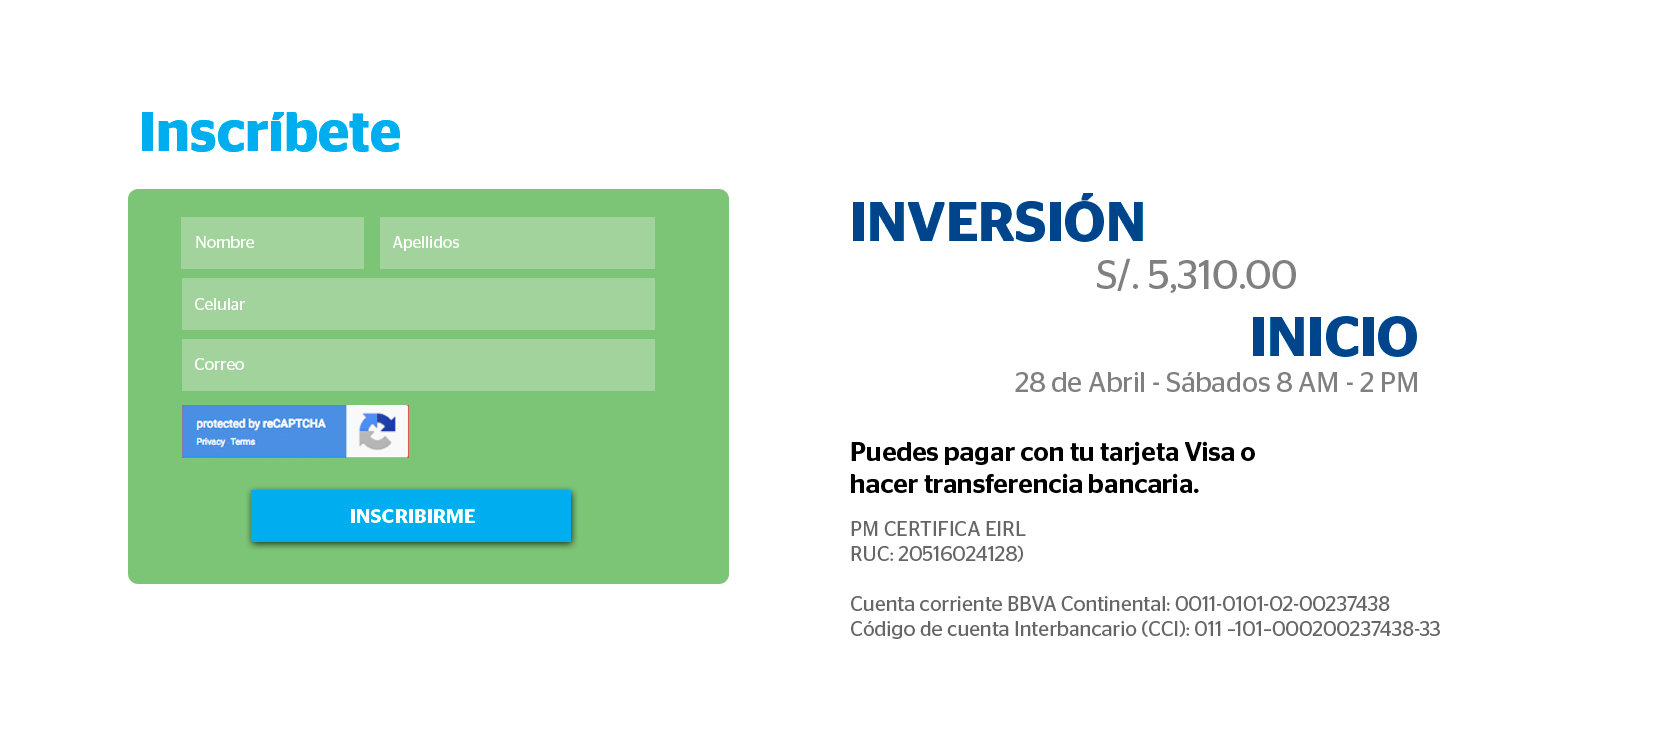 Inscríbete
Nombre
Apellidos
Celular
Correo
protected by reCAPTCHA
Privacy Terms
INSCRIBIRME
INVERSIÓN
S/. 5,310.00
INICIO
28 de Abril - Sábados 8 AM - 2 PM
Puedes pagar con tu tarjeta Visa o
hacer transferencia bancaria.
PM CERTIFICA EIRL
RUC: 20516024128)
Cuenta corriente BBVA Continental: 0011-0101-02-00237438
Código de cuenta Interbancario (CCI): 011 –101–000200237438-33